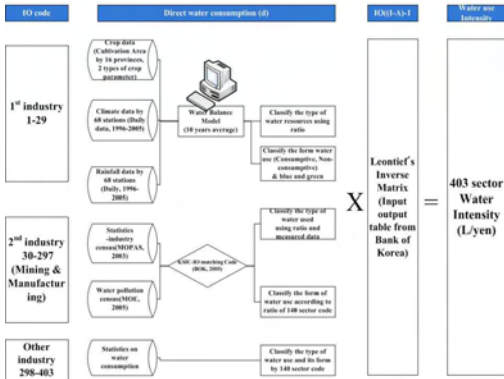 IO code
Direct water consumption (d)
IO((I-A)-1
Water use
Intensity
1st industry
1-29
Crop data
(Cultivation Area
by 16 provinces,
2 types of crop
parameter)
Climate data by
68 stations (Daily
data, 1996-2005)
Rainfall data by
68 stations
(Daily, 1996-
2005)
Water Balance
Model
(10 years average)
Classify the type of
water resources using
ratio
Classify the form water
use (Consumptive, Non-
consumptive)
& blue and green
2nd industry
30-297
(Mining &
Manufactur
ing)
Statistics
-industry
census(MOPAS,
2003)
Water pollution
census(MOE,
2005)
KSIC-IO matching Code
(BOK, 2005)
Classify the type of
water used
using ratio and
measured data
Classify the form of
water use according to
ratio of 140 sector code
Other
industry
298-403
Statistics on
water
consumption
Classify the type of
water use and its form
by 140 sector code
X
Leontief's
Inverse
Matrix
(Input
output
table from
Bank of
Korea)
=
403 sector
Water
Intensity
(L/yen)